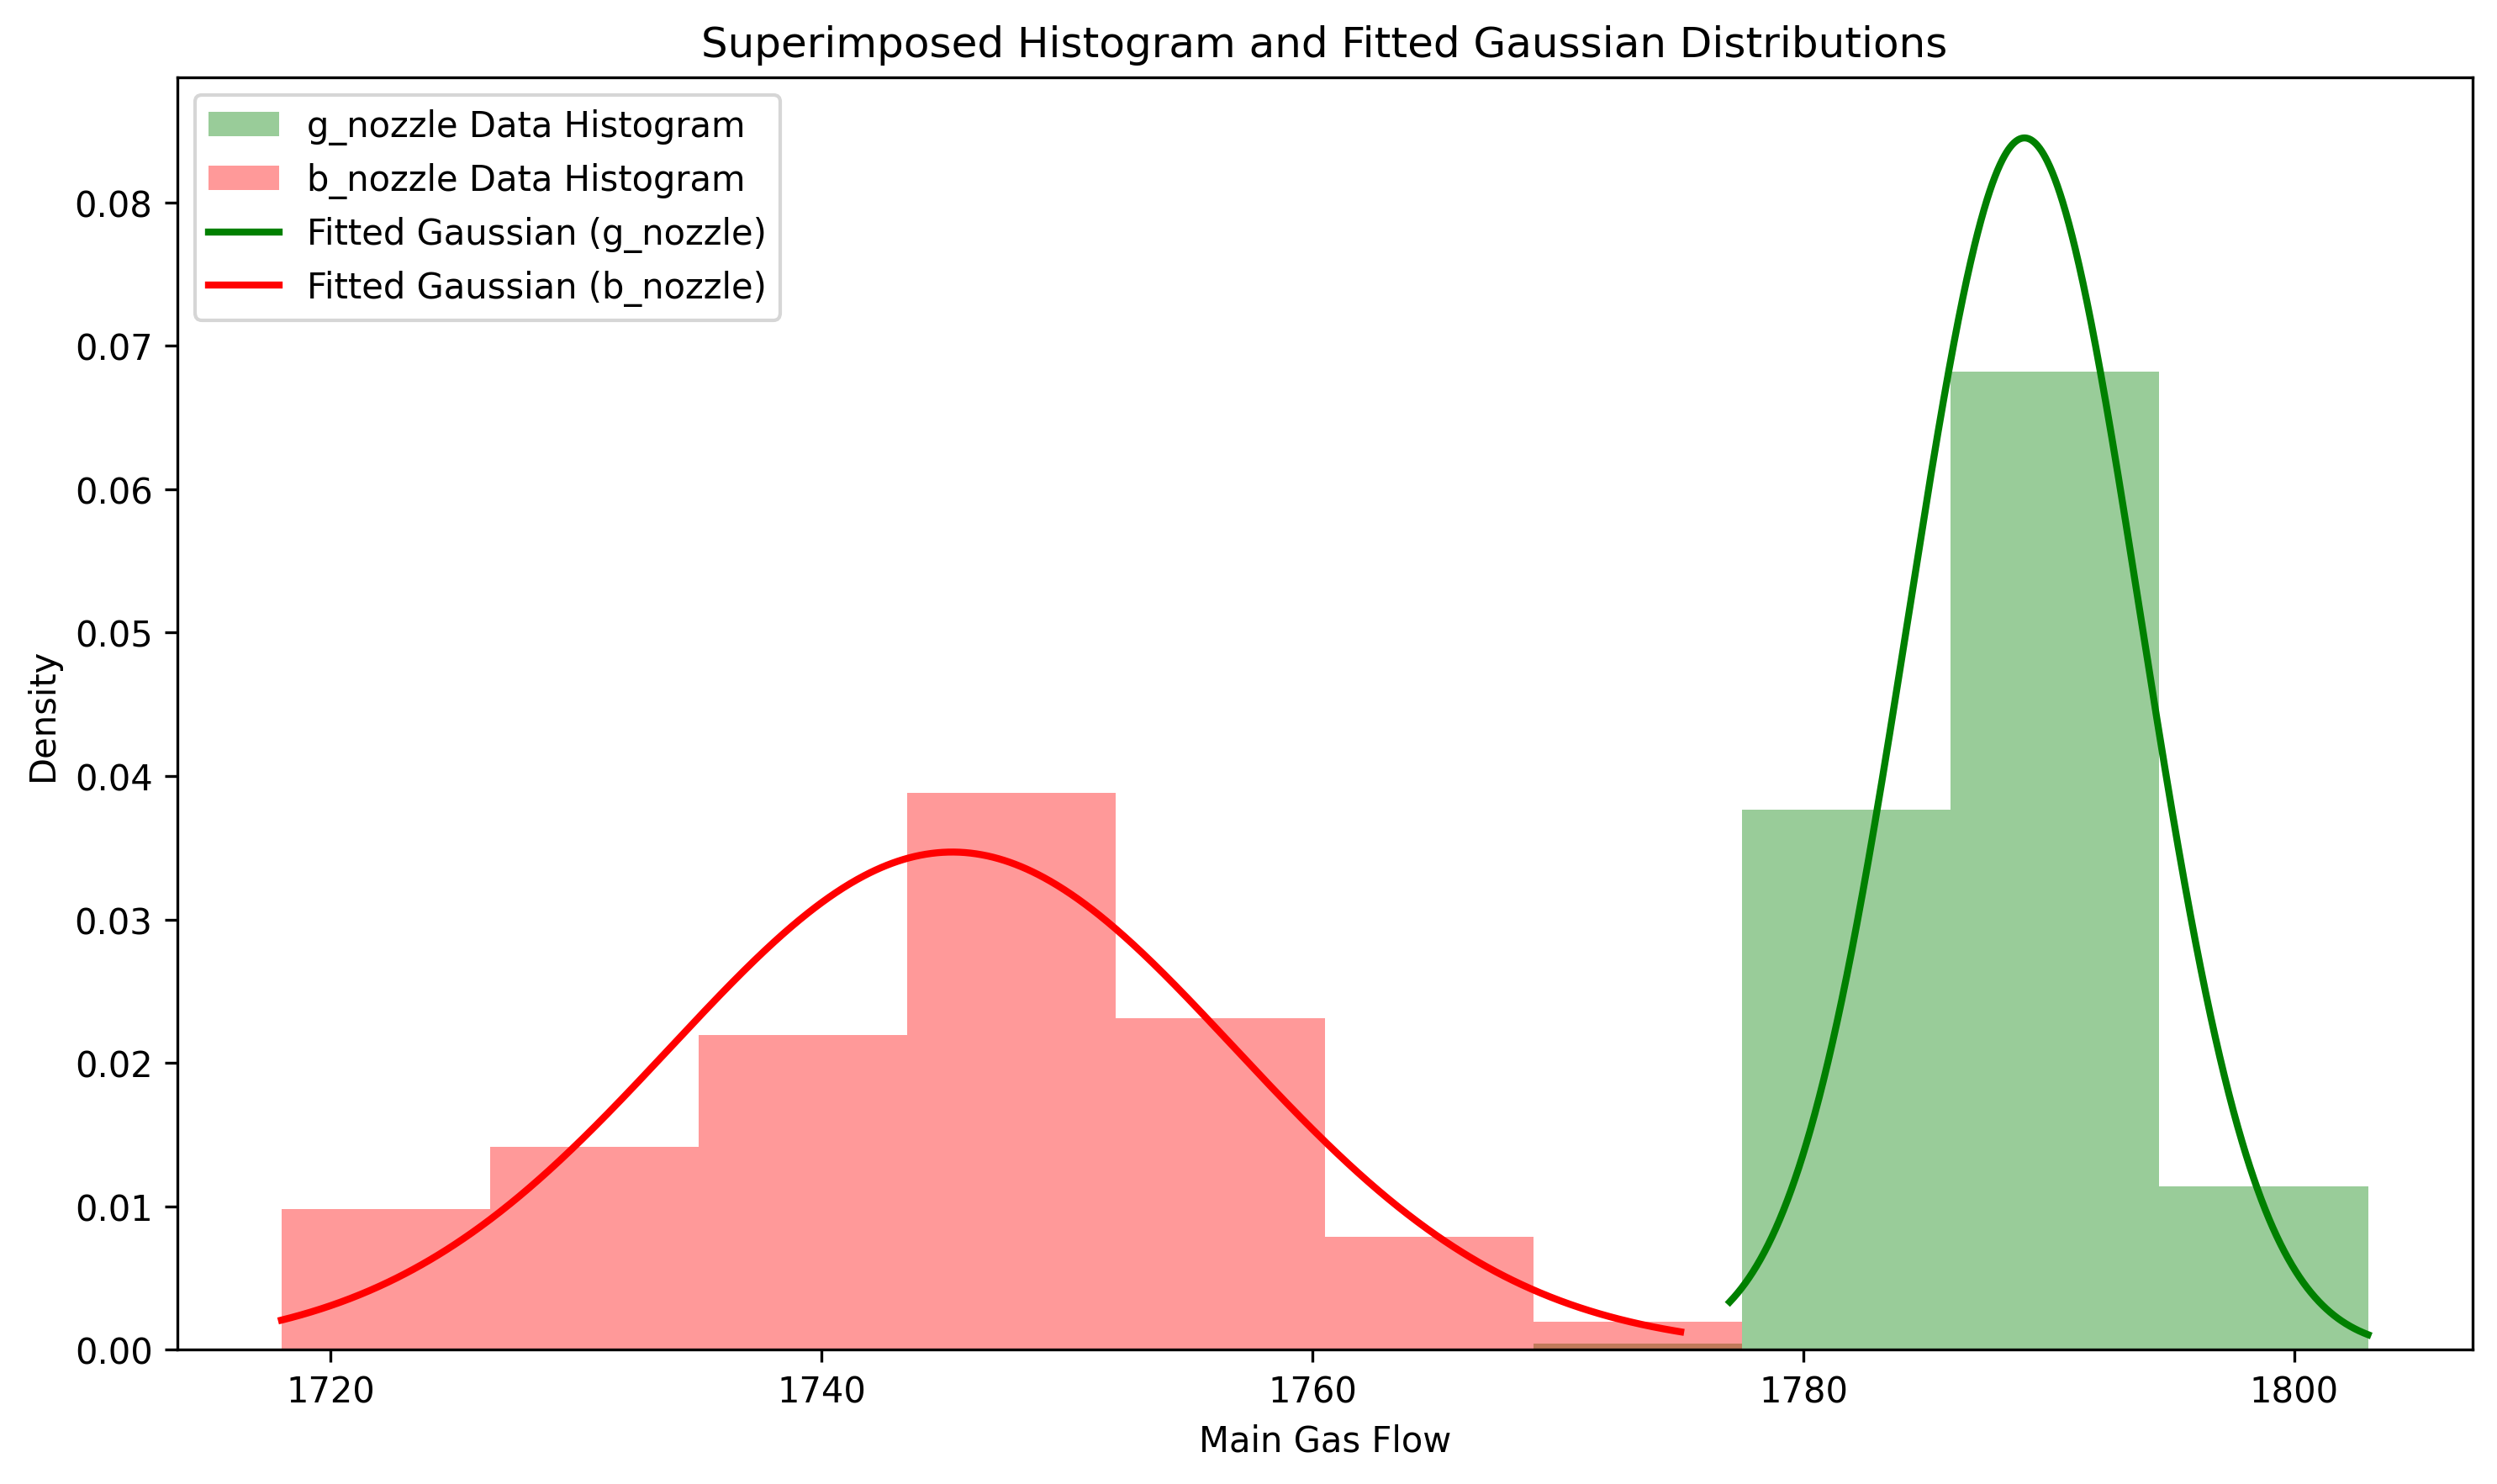 Superimposed Histogram and Fitted Gaussian Distributions
g_nozzle Data Histogram
b_nozzle Data Histogram
Fitted Gaussian (g_nozzle)
Fitted Gaussian (b_nozzle)
Density
0.08
0.07
0.06
0.05
0.04
0.03
0.02
0.01
0.00
1720 1740 1760 1780 1800
Main Gas Flow